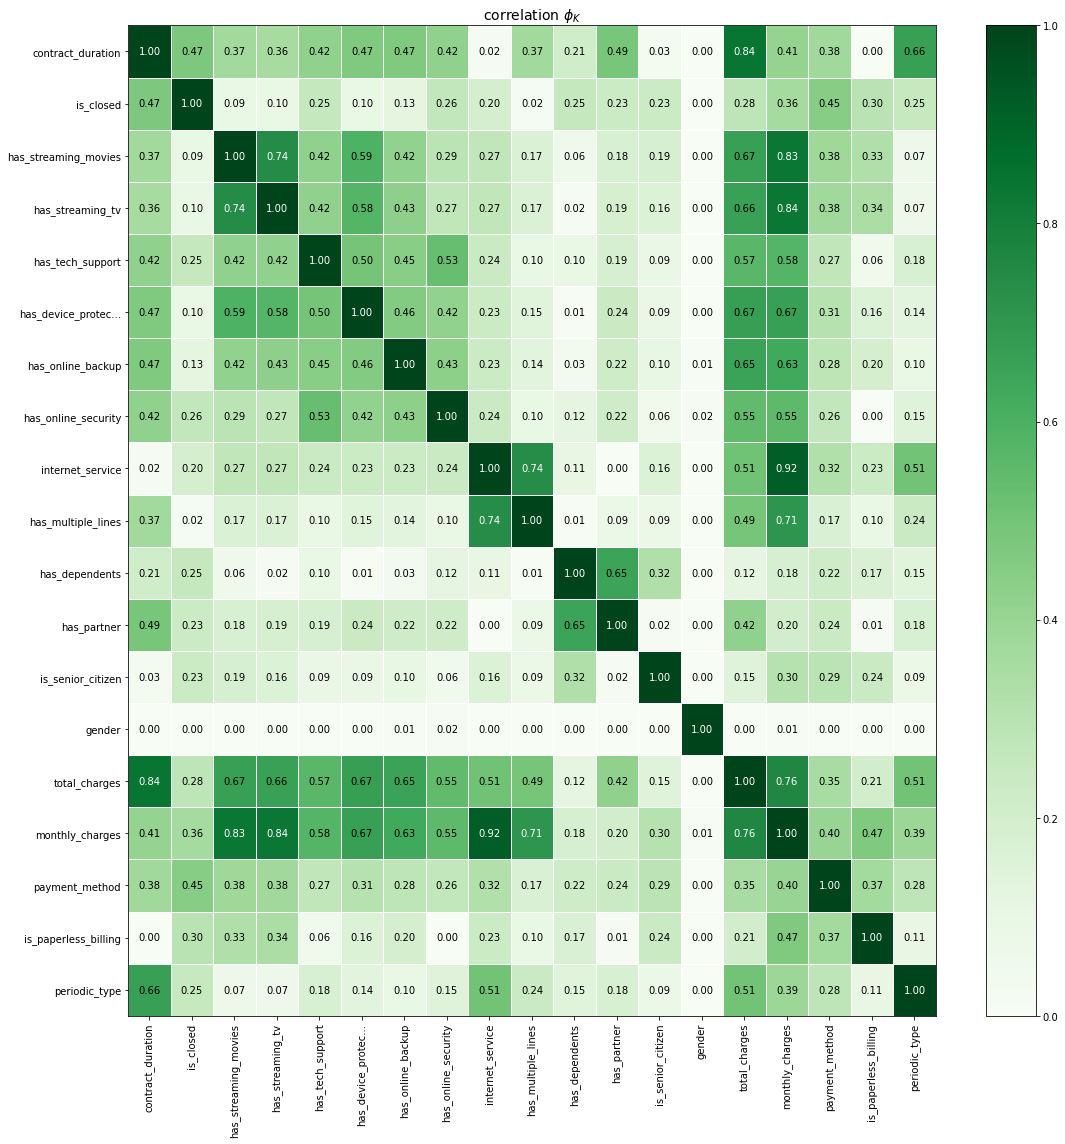 correlation ϕK
contract_duration 1.00 0.47 0.37 0.36 0.42 0.47 0.47 0.42 0.02 0.37 0.21 0.49 0.03 0.00 0.84 0.41 0.38 0.00 0.66
is_closed 0.47 1.00 0.09 0.10 0.25 0.10 0.13 0.26 0.20 0.02 0.25 0.23 0.23 0.00 0.28 0.36 0.45 0.30 0.25
has_streaming_movies 0.37 0.09 1.00 0.74 0.42 0.59 0.42 0.29 0.27 0.17 0.06 0.18 0.19 0.00 0.67 0.83 0.38 0.33 0.07
has_streaming_tv 0.36 0.10 0.74 1.00 0.42 0.58 0.43 0.27 0.27 0.17 0.02 0.19 0.16 0.00 0.66 0.84 0.38 0.34 0.07
has_tech_support 0.42 0.25 0.42 0.42 1.00 0.50 0.45 0.53 0.24 0.10 0.10 0.19 0.09 0.00 0.57 0.58 0.27 0.06 0.18
has_device_protec... 0.47 0.10 0.59 0.58 0.50 1.00 0.46 0.42 0.23 0.15 0.01 0.24 0.09 0.00 0.67 0.67 0.31 0.16 0.14
has_online_backup 0.47 0.13 0.42 0.43 0.45 0.46 1.00 0.43 0.23 0.14 0.03 0.22 0.10 0.01 0.65 0.63 0.28 0.20 0.10
has_online_security 0.42 0.26 0.29 0.27 0.53 0.42 0.43 1.00 0.24 0.10 0.12 0.22 0.06 0.02 0.55 0.55 0.26 0.00 0.15
internet_service 0.02 0.20 0.27 0.27 0.24 0.23 0.23 0.24 1.00 0.74 0.11 0.00 0.16 0.00 0.51 0.92 0.32 0.23 0.51
has_multiple_lines 0.37 0.02 0.17 0.17 0.10 0.15 0.14 0.10 0.74 1.00 0.01 0.09 0.09 0.00 0.49 0.71 0.17 0.10 0.24
has_dependents 0.21 0.25 0.06 0.02 0.10 0.01 0.03 0.12 0.11 0.01 1.00 0.65 0.32 0.00 0.12 0.18 0.22 0.17 0.15
has_partner 0.49 0.23 0.18 0.19 0.19 0.24 0.22 0.22 0.00 0.09 0.65 1.00 0.02 0.00 0.42 0.20 0.24 0.01 0.18
is_senior_citizen 0.03 0.23 0.19 0.16 0.09 0.09 0.10 0.06 0.16 0.09 0.32 0.02 1.00 0.00 0.15 0.30 0.29 0.24 0.09
gender 0.00 0.00 0.00 0.00 0.00 0.00 0.01 0.02 0.00 0.00 0.00 0.00 0.00 1.00 0.00 0.01 0.00 0.00 0.00
total_charges 0.84 0.28 0.67 0.66 0.57 0.67 0.65 0.55 0.51 0.49 0.12 0.42 0.15 0.00 1.00 0.76 0.35 0.21 0.51
monthly_charges 0.41 0.36 0.83 0.84 0.58 0.67 0.63 0.55 0.92 0.71 0.18 0.20 0.30 0.01 0.76 1.00 0.40 0.47 0.39
payment_method 0.38 0.45 0.38 0.38 0.27 0.31 0.28 0.26 0.32 0.17 0.22 0.24 0.29 0.00 0.35 0.40 1.00 0.37 0.28
is_paperless_billing 0.00 0.30 0.33 0.34 0.06 0.16 0.20 0.00 0.23 0.10 0.17 0.01 0.24 0.00 0.21 0.47 0.37 1.00 0.11
periodic_type 0.66 0.25 0.07 0.07 0.18 0.14 0.10 0.15 0.51 0.24 0.15 0.18 0.09 0.00 0.51 0.39 0.28 0.11 1.00
contract_duration
is_closed
has_streaming_movies
has_streaming_tv
has_tech_support
has_device_protec...
has_online_backup
has_online_security
internet_service
has_multiple_lines
has_dependents
has_partner
is_senior_citizen
gender
total_charges
monthly_charges
payment_method
is_paperless_billing
periodic_type
1.0
0.8
0.6
0.4
0.2
0.0